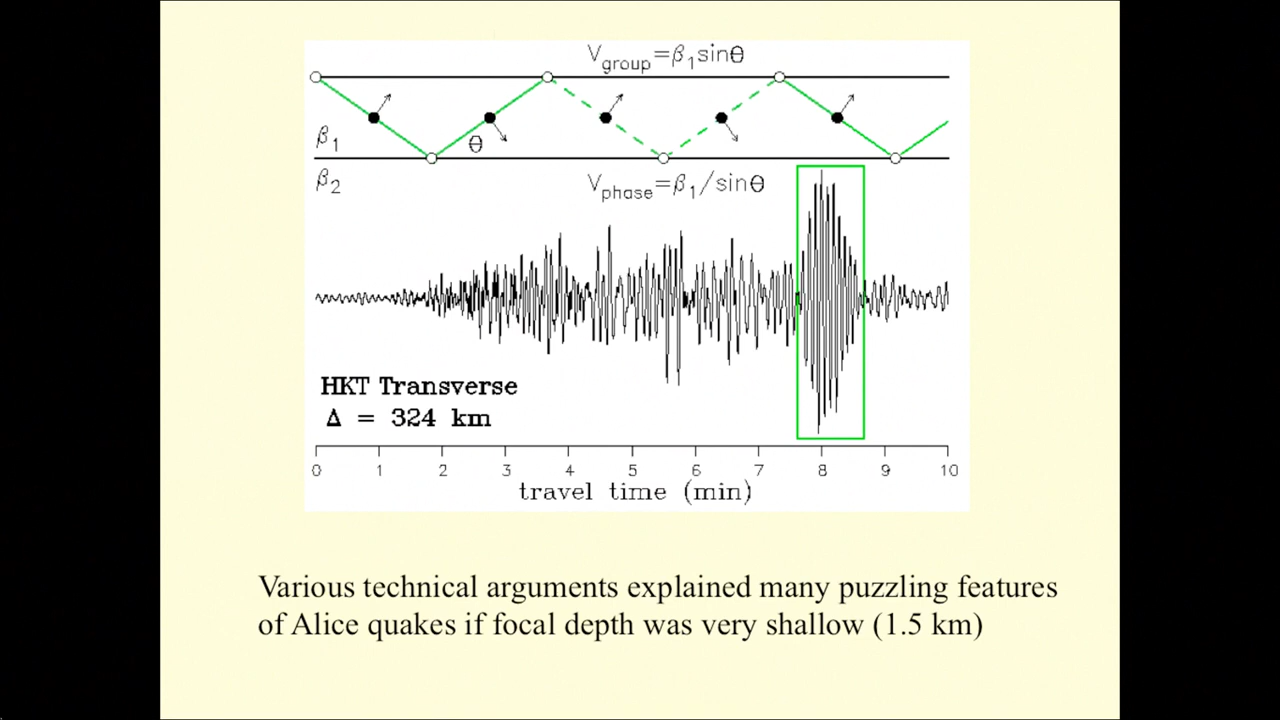 V_group=β₁sinθ
β₁
θ
β₂
V_phase=β₁/sinθ
HKT Transverse
Δ = 324 km
0 1 2 3 4 5 6 7 8 9 10
travel time (min)
Various technical arguments explained many puzzling features
of Alice quakes if focal depth was very shallow (1.5 km)